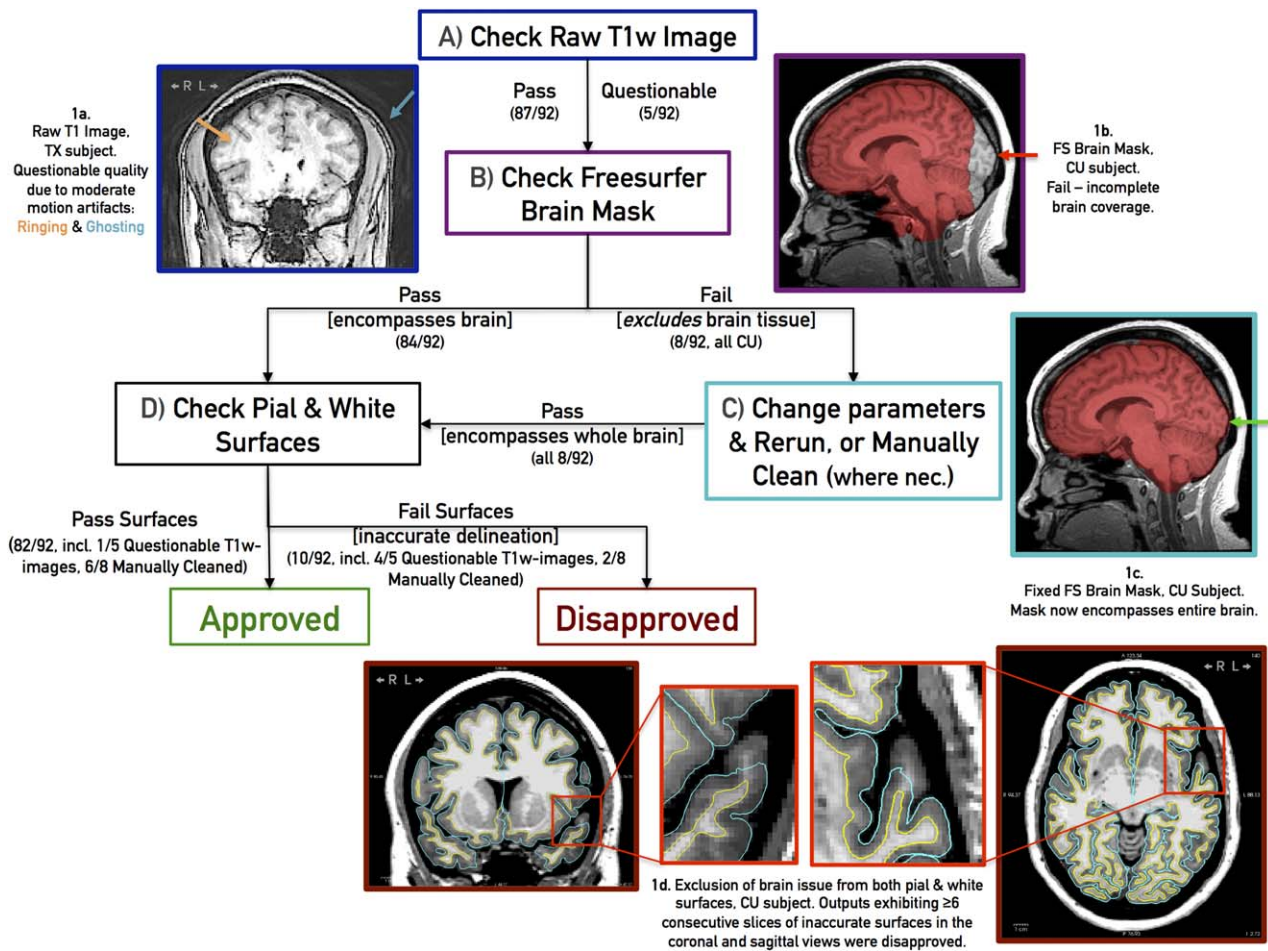 A) Check Raw T1w Image
Pass
(87/92)
Questionable
(5/92)
← R L →
1a.
Raw T1 Image,
TX subject.
Questionable quality
due to moderate
motion artifacts:
Ringing & Ghosting
B) Check Freesurfer
Brain Mask
1b.
FS Brain Mask,
CU subject.
Fail – incomplete
brain coverage.
Pass
[encompasses brain]
(84/92)
Fail
[excludes brain tissue]
(8/92, all CU)
D) Check Pial & White
Surfaces
Pass
[encompasses whole brain]
(all 8/92)
C) Change parameters
& Rerun, or Manually
Clean (where nec.)
1c.
Fixed FS Brain Mask, CU Subject.
Mask now encompasses entire brain.
Pass Surfaces
(82/92, incl. 1/5 Questionable T1w-
images, 6/8 Manually Cleaned)
Fail Surfaces
[inaccurate delineation]
(10/92, incl. 4/5 Questionable T1w-images, 2/8
Manually Cleaned)
Approved
Disapproved
← R L →
← R L →
A 123.34
140
1 cm
1d. Exclusion of brain issue from both pial & white
surfaces, CU subject. Outputs exhibiting ≥6
consecutive slices of inaccurate surfaces in the
coronal and sagittal views were disapproved.